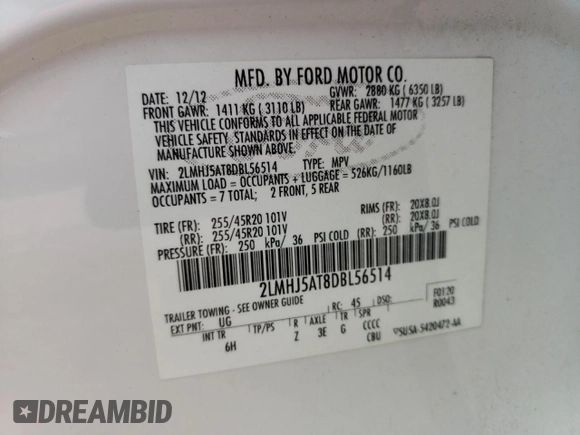 MFD. BY FORD MOTOR CO.
DATE: 12/12 GVWR: 2880 KG ( 6350 LB)
FRONT GAWR: 1411 KG ( 3110 LB) REAR GAWR: 1477 KG ( 3257 LB)
THIS VEHICLE CONFORMS TO ALL APPLICABLE FEDERAL MOTOR
VEHICLE SAFETY STANDARDS IN EFFECT ON THE DATE OF
MANUFACTURE SHOWN ABOVE.
VIN: 2LMHJ5AT8DBL56514 TYPE: MPV
MAXIMUM LOAD = OCCUPANTS + LUGGAGE = 526KG/1160LB
OCCUPANTS = 7 TOTAL; 2 FRONT, 5 REAR
TIRE (FR): 255/45R20 101V RIMS (FR): 20X8.0J
(RR): 255/45R20 101V (RR): 20X8.0J
PRESSURE (FR): 250 kPa/ 36 PSI COLD (RR): 250 kPa/ 36 PSI COLD
2LMHJ5AT8DBL56514
TRAILER TOWING - SEE OWNER GUIDE F0120
EXT PNT: UG RC: 45 DSO: R0043
INT TR TP/PS R AXLE TR SPR
6H Z 3E G CCCC
CBU 5U5A-5420472-AA
DREAMBID